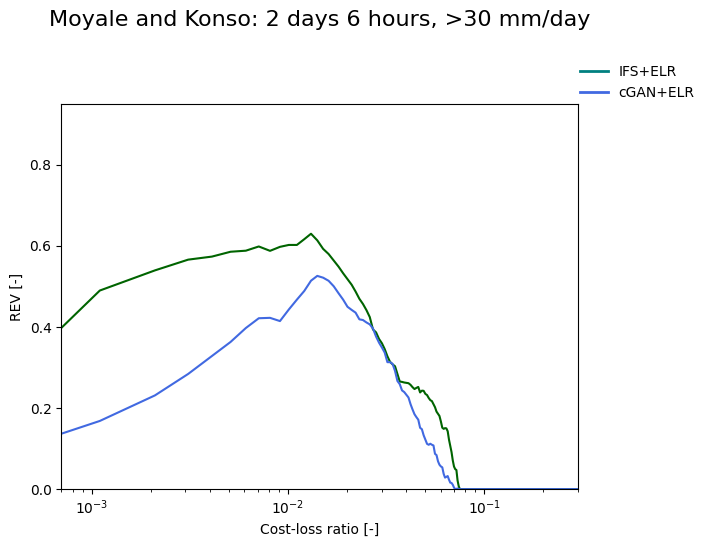 Moyale and Konso: 2 days 6 hours, >30 mm/day
IFS+ELR
cGAN+ELR
0.8
0.6
0.4
0.2
0.0
REV [-]
10⁻³
10⁻²
10⁻¹
Cost-loss ratio [-]